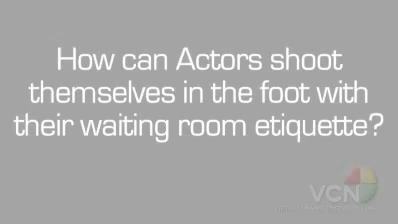 How can Actors shoot
themselves in the foot with
their waiting room etiquette?
VCN